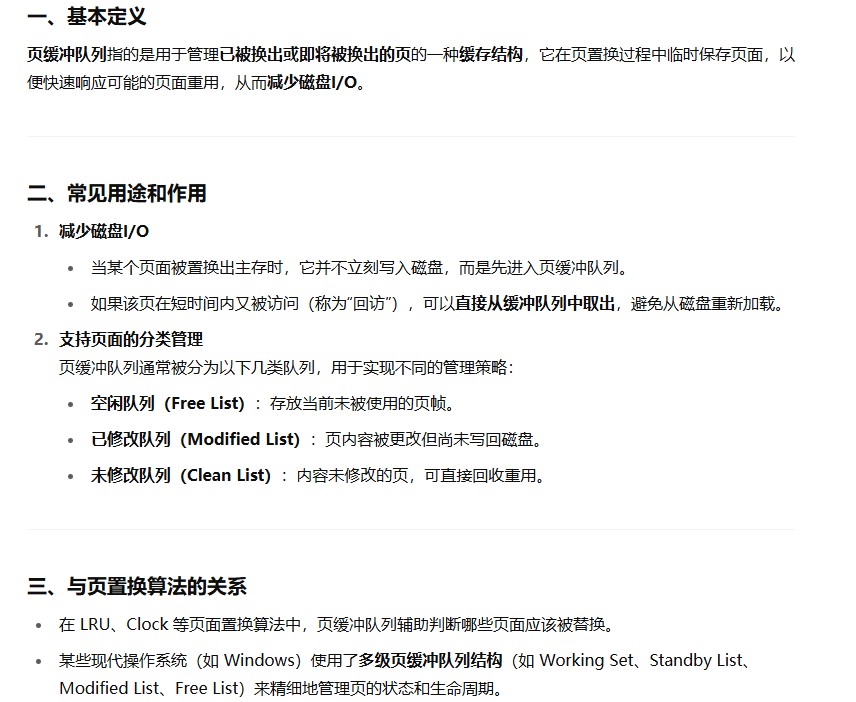 一、基本定义
页缓冲队列指的是用于管理已被换出或即将被换出的页的一种缓存结构，它在页置换过程中临时保存页面，以
便快速响应可能的页面重用，从而减少磁盘I/O。
二、常见用途和作用
1. 减少磁盘I/O
• 当某个页面被置换出主存时，它并不立刻写入磁盘，而是先进入页缓冲队列。
• 如果该页在短时间内又被访问（称为“回访”），可以直接从缓冲队列中取出，避免从磁盘重新加载。
2. 支持页面的分类管理
页缓冲队列通常被分为以下几类队列，用于实现不同的管理策略：
• 空闲队列（Free List）：存放当前未被使用的页帧。
• 已修改队列（Modified List）：页内容被更改但尚未写回磁盘。
• 未修改队列（Clean List）：内容未修改的页，可直接回收重用。
三、与页置换算法的关系
• 在 LRU、Clock 等页面置换算法中，页缓冲队列辅助判断哪些页面应该被替换。
• 某些现代操作系统（如 Windows）使用了多级页缓冲队列结构（如 Working Set、Standby List、
Modified List、Free List）来精细地管理页的状态和生命周期。